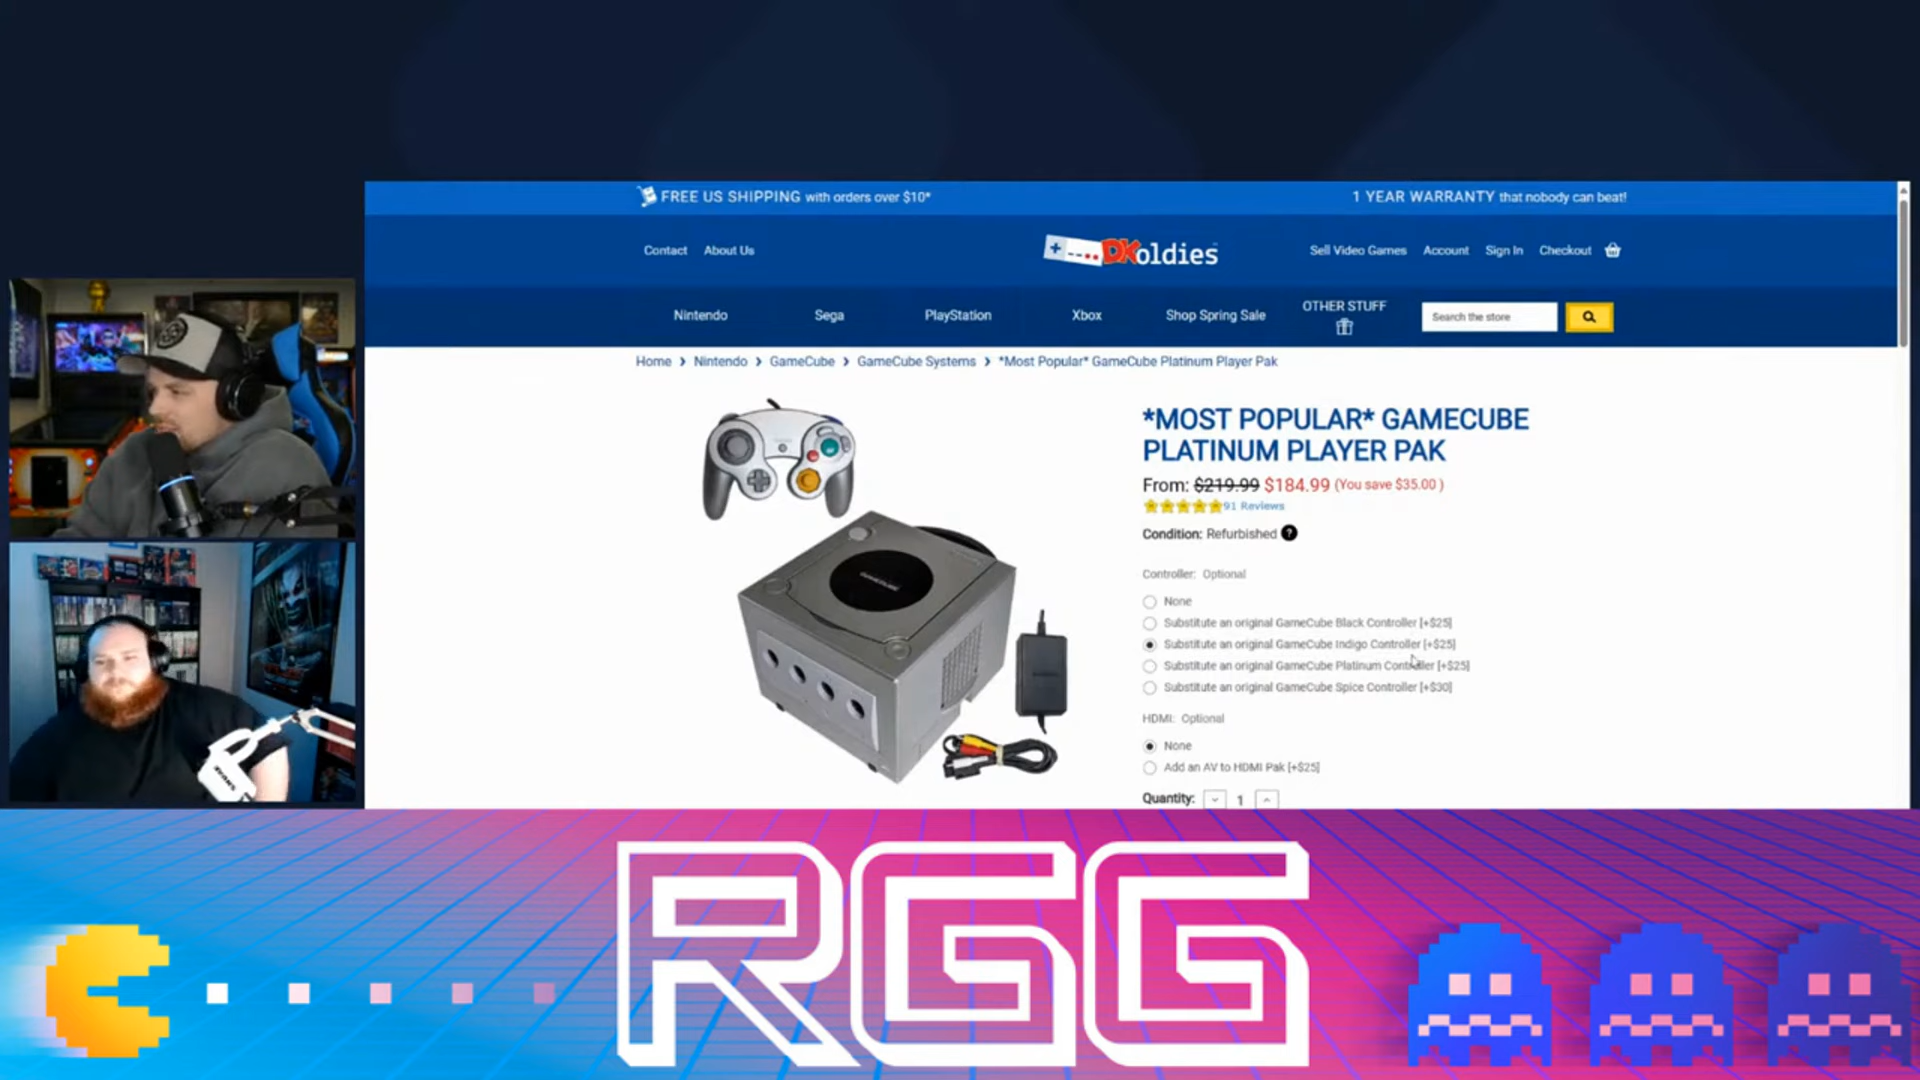 FREE US SHIPPING with orders over $10*
1 YEAR WARRANTY that nobody can beat!
Contact
About Us
DKoldies
Sell Video Games
Account
Sign In
Checkout
Nintendo
Sega
PlayStation
Xbox
Shop Spring Sale
OTHER STUFF
Search the store
Home > Nintendo > GameCube > GameCube Systems > *Most Popular* GameCube Platinum Player Pak
*MOST POPULAR* GAMECUBE
PLATINUM PLAYER PAK
From: $219.99 $184.99 (You save $35.00 )
91 Reviews
Condition: Refurbished ?
Controller: Optional
None
Substitute an original GameCube Black Controller [+$25]
Substitute an original GameCube Indigo Controller [+$25]
Substitute an original GameCube Platinum Controller [+$25]
Substitute an original GameCube Spice Controller [+$30]
HDMI: Optional
None
Add an AV to HDMI Pak [+$25]
Quantity: 1
GAMECUBE
RGG